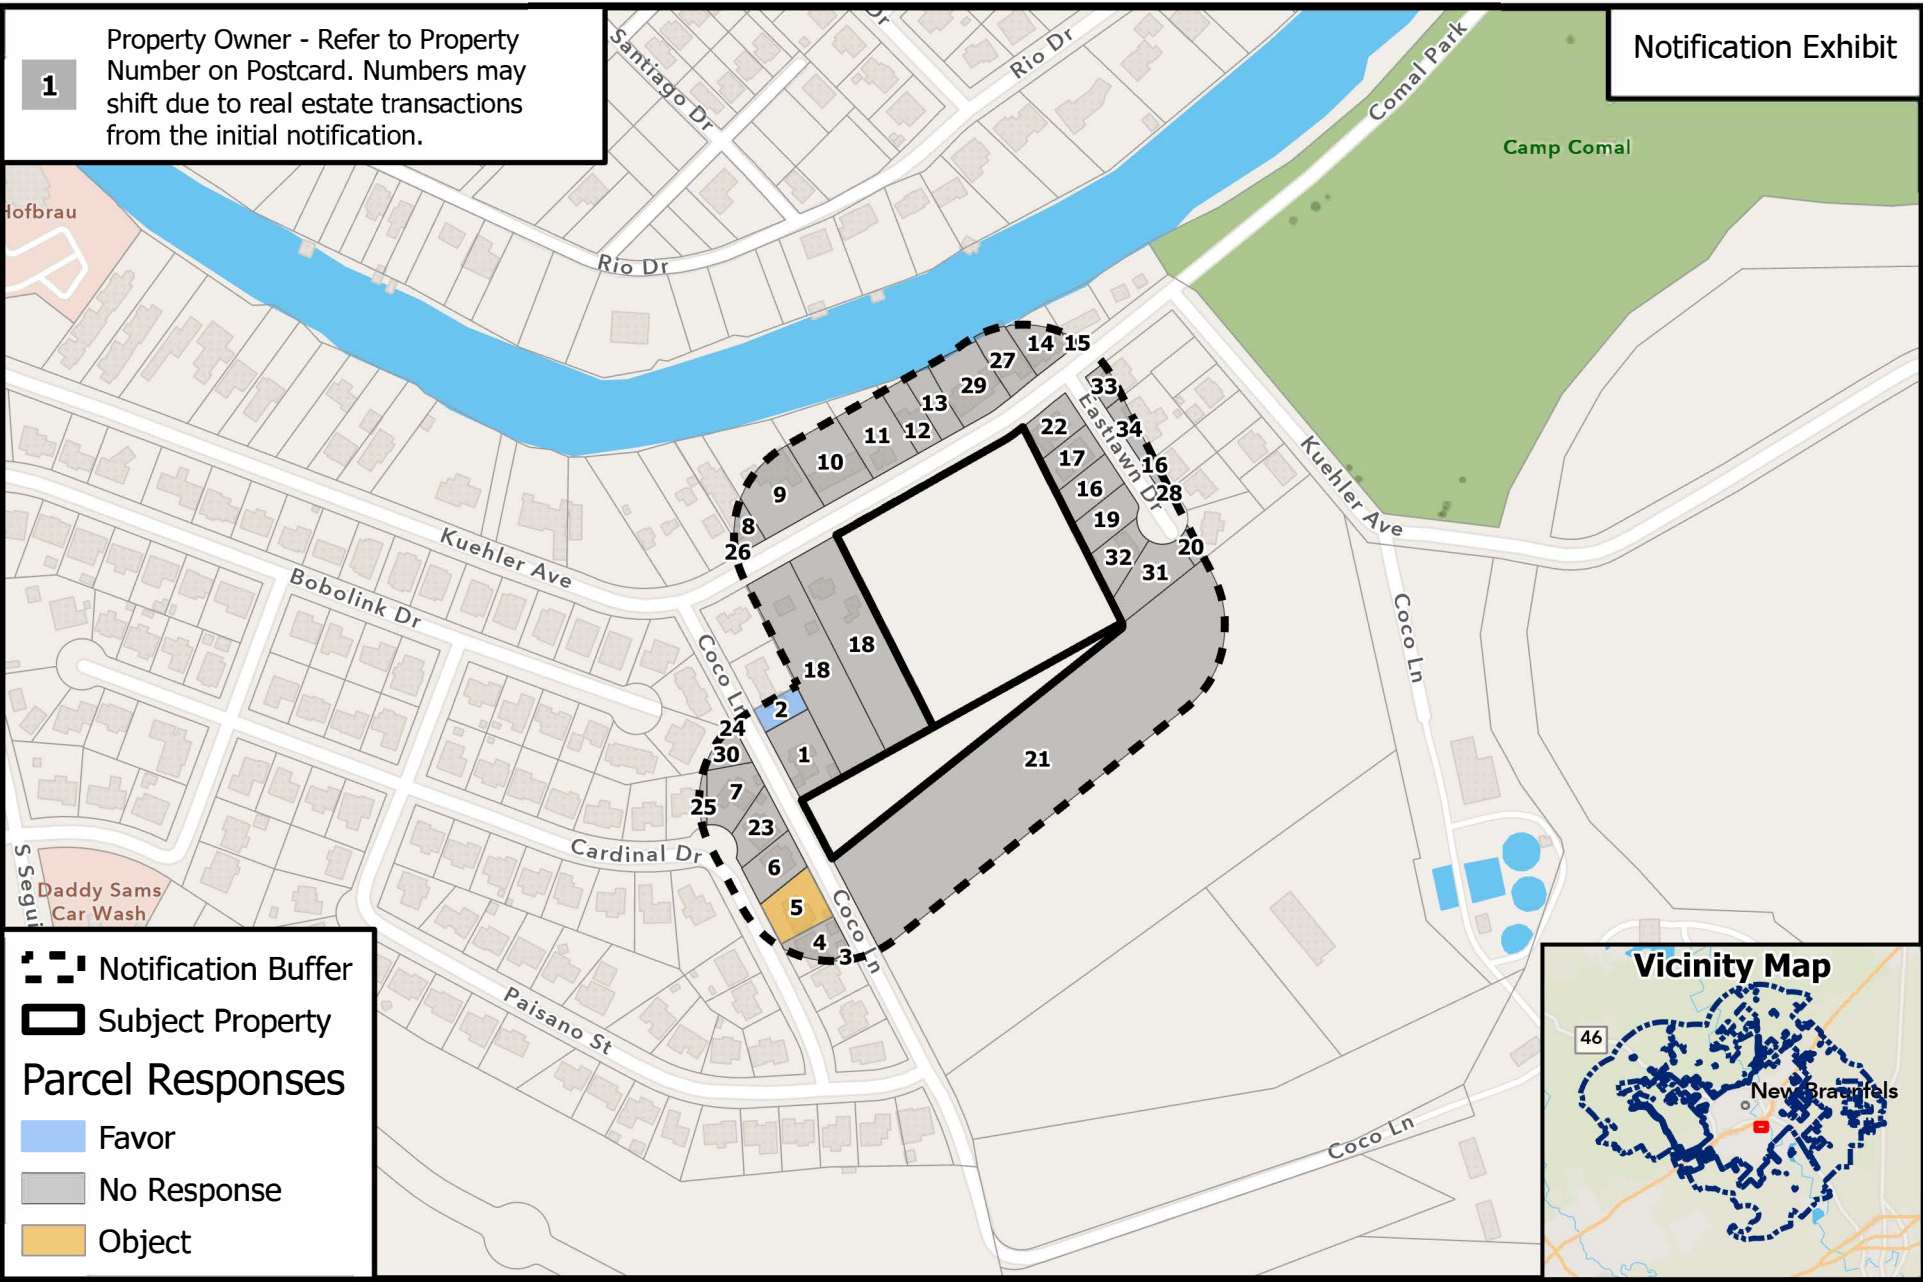 1
Property Owner - Refer to Property
Number on Postcard. Numbers may
shift due to real estate transactions
from the initial notification.
Notification Exhibit
Dr
Santiago Dr
Rio Dr
Comal Park
Camp Comal
Hofbrau
Rio Dr
14
15
27
33
29
13
22
34
12
11
17
10
16
Eastlawn Dr
16
9
28
19
8
20
26
32
31
Kuehler Ave
Kuehler Ave
Bobolink Dr
Coco Ln
Coco Ln
18
18
2
24
30
1
21
7
25
23
Cardinal Dr
6
S Segui
Daddy Sams
Car Wash
5
Coco Ln
4
3
Paisano St
Coco Ln
Notification Buffer
Subject Property
Parcel Responses
Favor
No Response
Object
Vicinity Map
46
New Braunfels